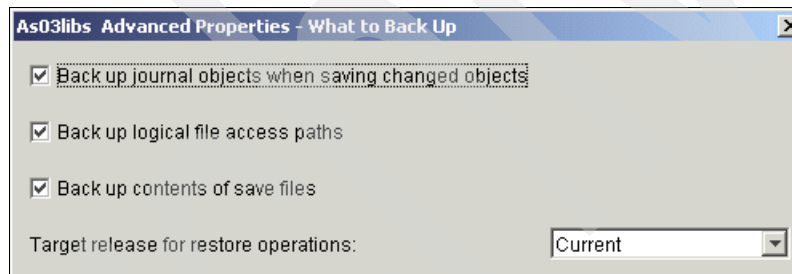 As03libs Advanced Properties - What to Back Up
Back up journal objects when saving changed objects
Back up logical file access paths
Back up contents of save files
Target release for restore operations: Current